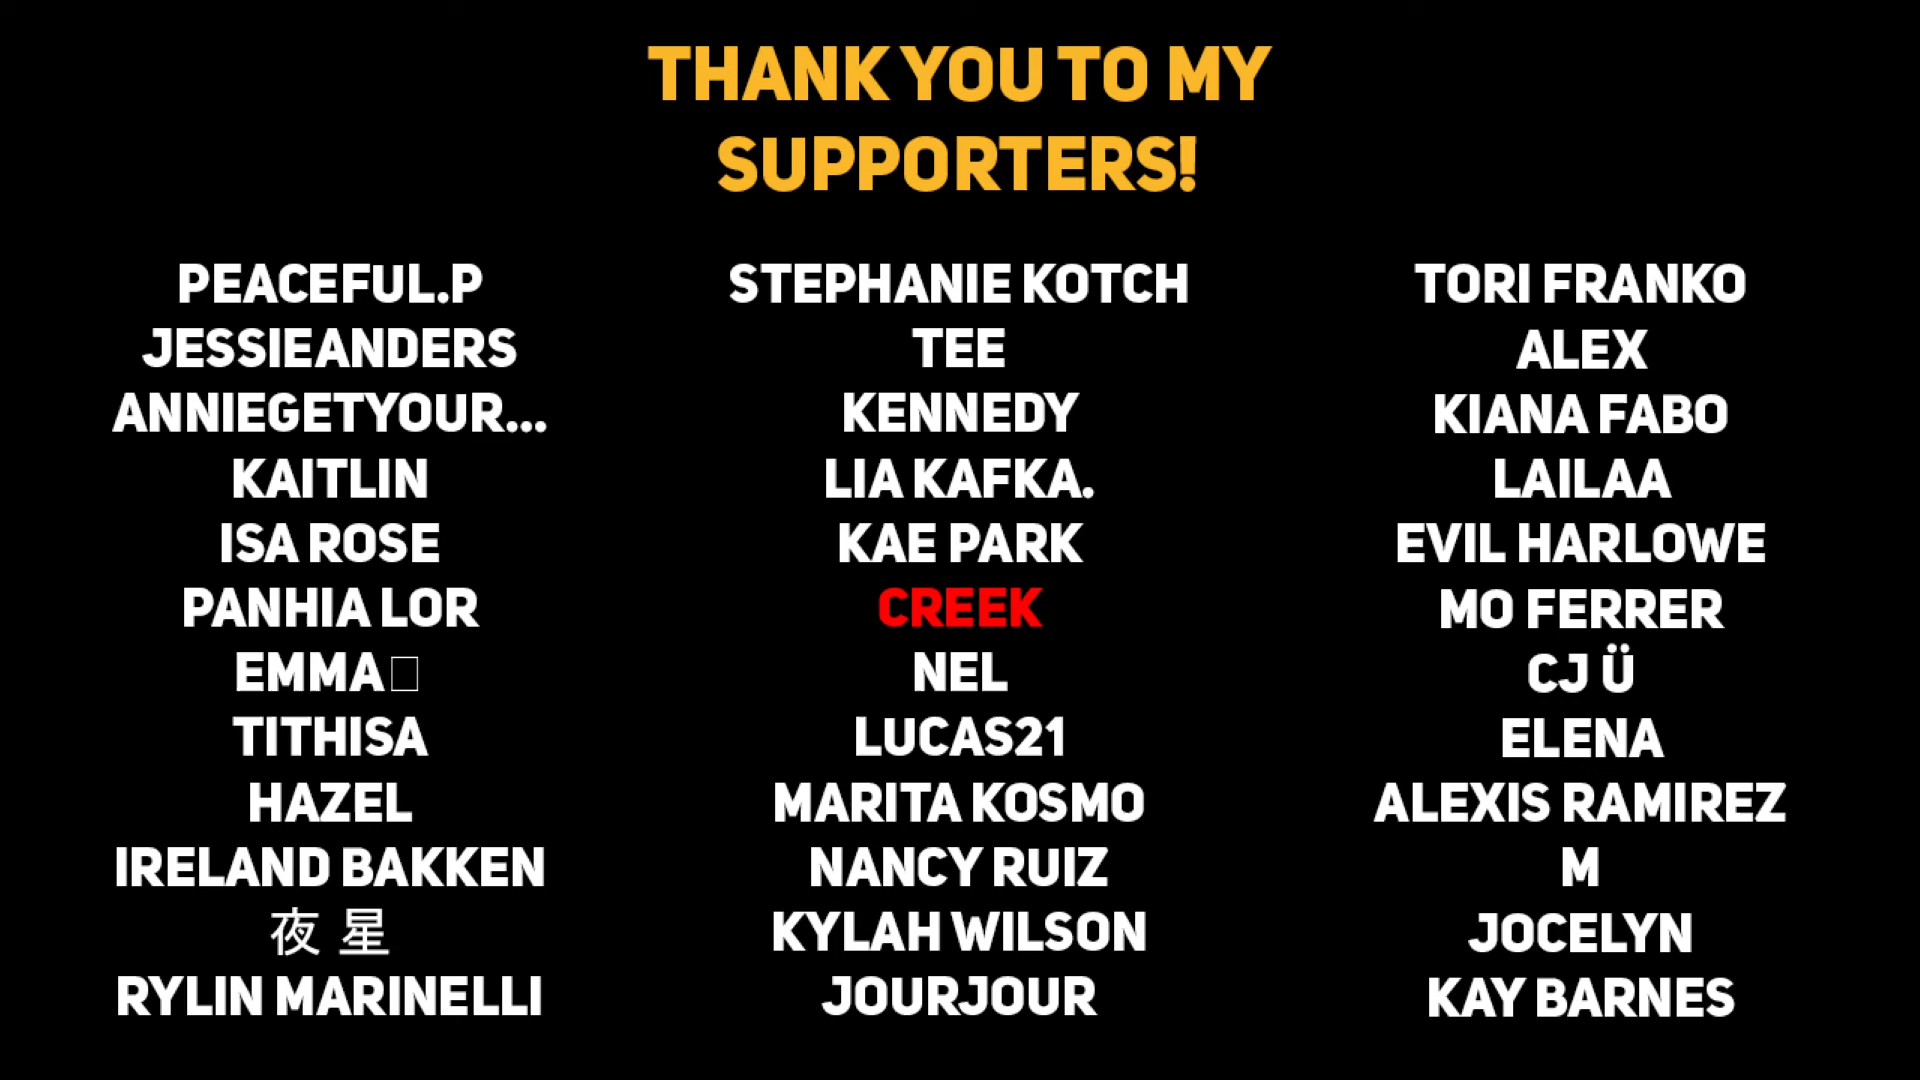 THANK YOU TO MY
SUPPORTERS!
PEACEFUL.P
JESSIEANDERS
ANNIEGETYOUR...
KAITLIN
ISA ROSE
PANHIA LOR
EMMA□
TITHISA
HAZEL
IRELAND BAKKEN
夜 星
RYLIN MARINELLI
STEPHANIE KOTCH
TEE
KENNEDY
LIA KAFKA.
KAE PARK
CREEK
NEL
LUCAS21
MARITA KOSMO
NANCY RUIZ
KYLAH WILSON
JOURJOUR
TORI FRANKO
ALEX
KIANA FABO
LAILAA
EVIL HARLOWE
MO FERRER
CJ Ü
ELENA
ALEXIS RAMIREZ
M
JOCELYN
KAY BARNES